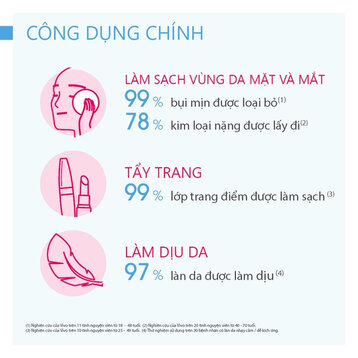 CÔNG DỤNG CHÍNH
LÀM SẠCH VÙNG DA MẶT VÀ MẮT
99 % bụi mịn được loại bỏ(1)
78 % kim loại nặng được lấy đi(2)
TẨY TRANG
99 % lớp trang điểm được làm sạch (3)
LÀM DỊU DA
97 % làn da được làm dịu (4)
(1) Nghiên cứu của Vivo trên 11 tình nguyện viên từ 18 - 48 tuổi. (2) Nghiên cứu của Vivo trên 20 tình nguyện viên từ 40 - 70 tuổi.
(3) Nghiên cứu của Vivo trên 10 tình nguyện viên từ 25 - 49 tuổi. (4) Thử nghiệm sử dụng trên 30 bệnh nhân có làn da nhạy cảm / dễ kích ứng.